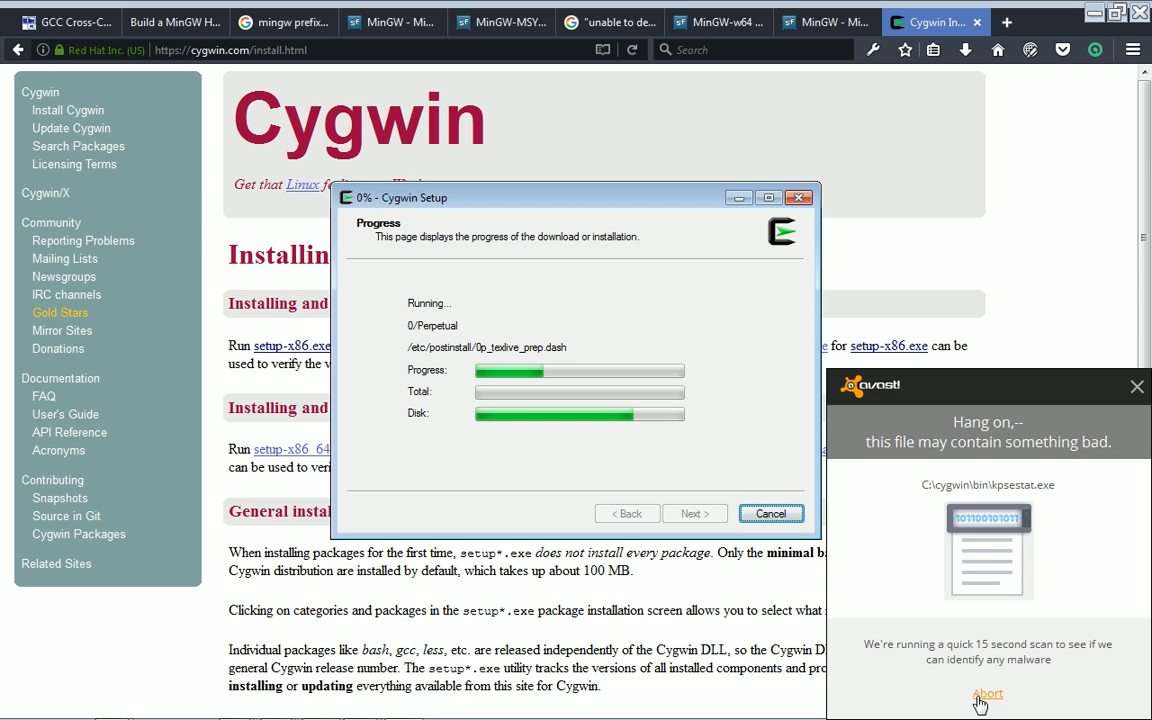 GCC Cross-C...
Build a MinGW H...
mingw prefix...
MinGW - Mi...
MinGW-MSY...
"unable to de...
MinGW-w64 ...
MinGW - Mi...
Cygwin In...
Red Hat Inc. (US)
https://cygwin.com/install.html
Search
Cygwin
Install Cygwin
Update Cygwin
Search Packages
Licensing Terms
Cygwin/X
Community
Reporting Problems
Mailing Lists
Newsgroups
IRC channels
Gold Stars
Mirror Sites
Donations
Documentation
FAQ
User's Guide
API Reference
Acronyms
Contributing
Snapshots
Source in Git
Cygwin Packages
Related Sites
Cygwin
Get that Linux
Installin
Installing and
Run setup-x86.exe
for setup-x86.exe can be
used to verify the v
Installing and
Run setup-x86_64
can be used to veri
General instal
When installing packages for the first time, setup*.exe does not install every package. Only the minimal ba
Cygwin distribution are installed by default, which takes up about 100 MB.
Clicking on categories and packages in the setup*.exe package installation screen allows you to select what
Individual packages like bash, gcc, less, etc. are released independently of the Cygwin DLL, so the Cygwin D
general Cygwin release number. The setup*.exe utility tracks the versions of all installed components and pro
installing or updating everything available from this site for Cygwin.
0% - Cygwin Setup
Progress
This page displays the progress of the download or installation.
Running...
0/Perpetual
/etc/postinstall/0p_texlive_prep.dash
Progress:
Total:
Disk:
< Back
Next >
Cancel
avast!
Hang on,--
this file may contain something bad.
C:\cygwin\bin\kpsestat.exe
101100101011
We're running a quick 15 second scan to see if we
can identify any malware
Abort